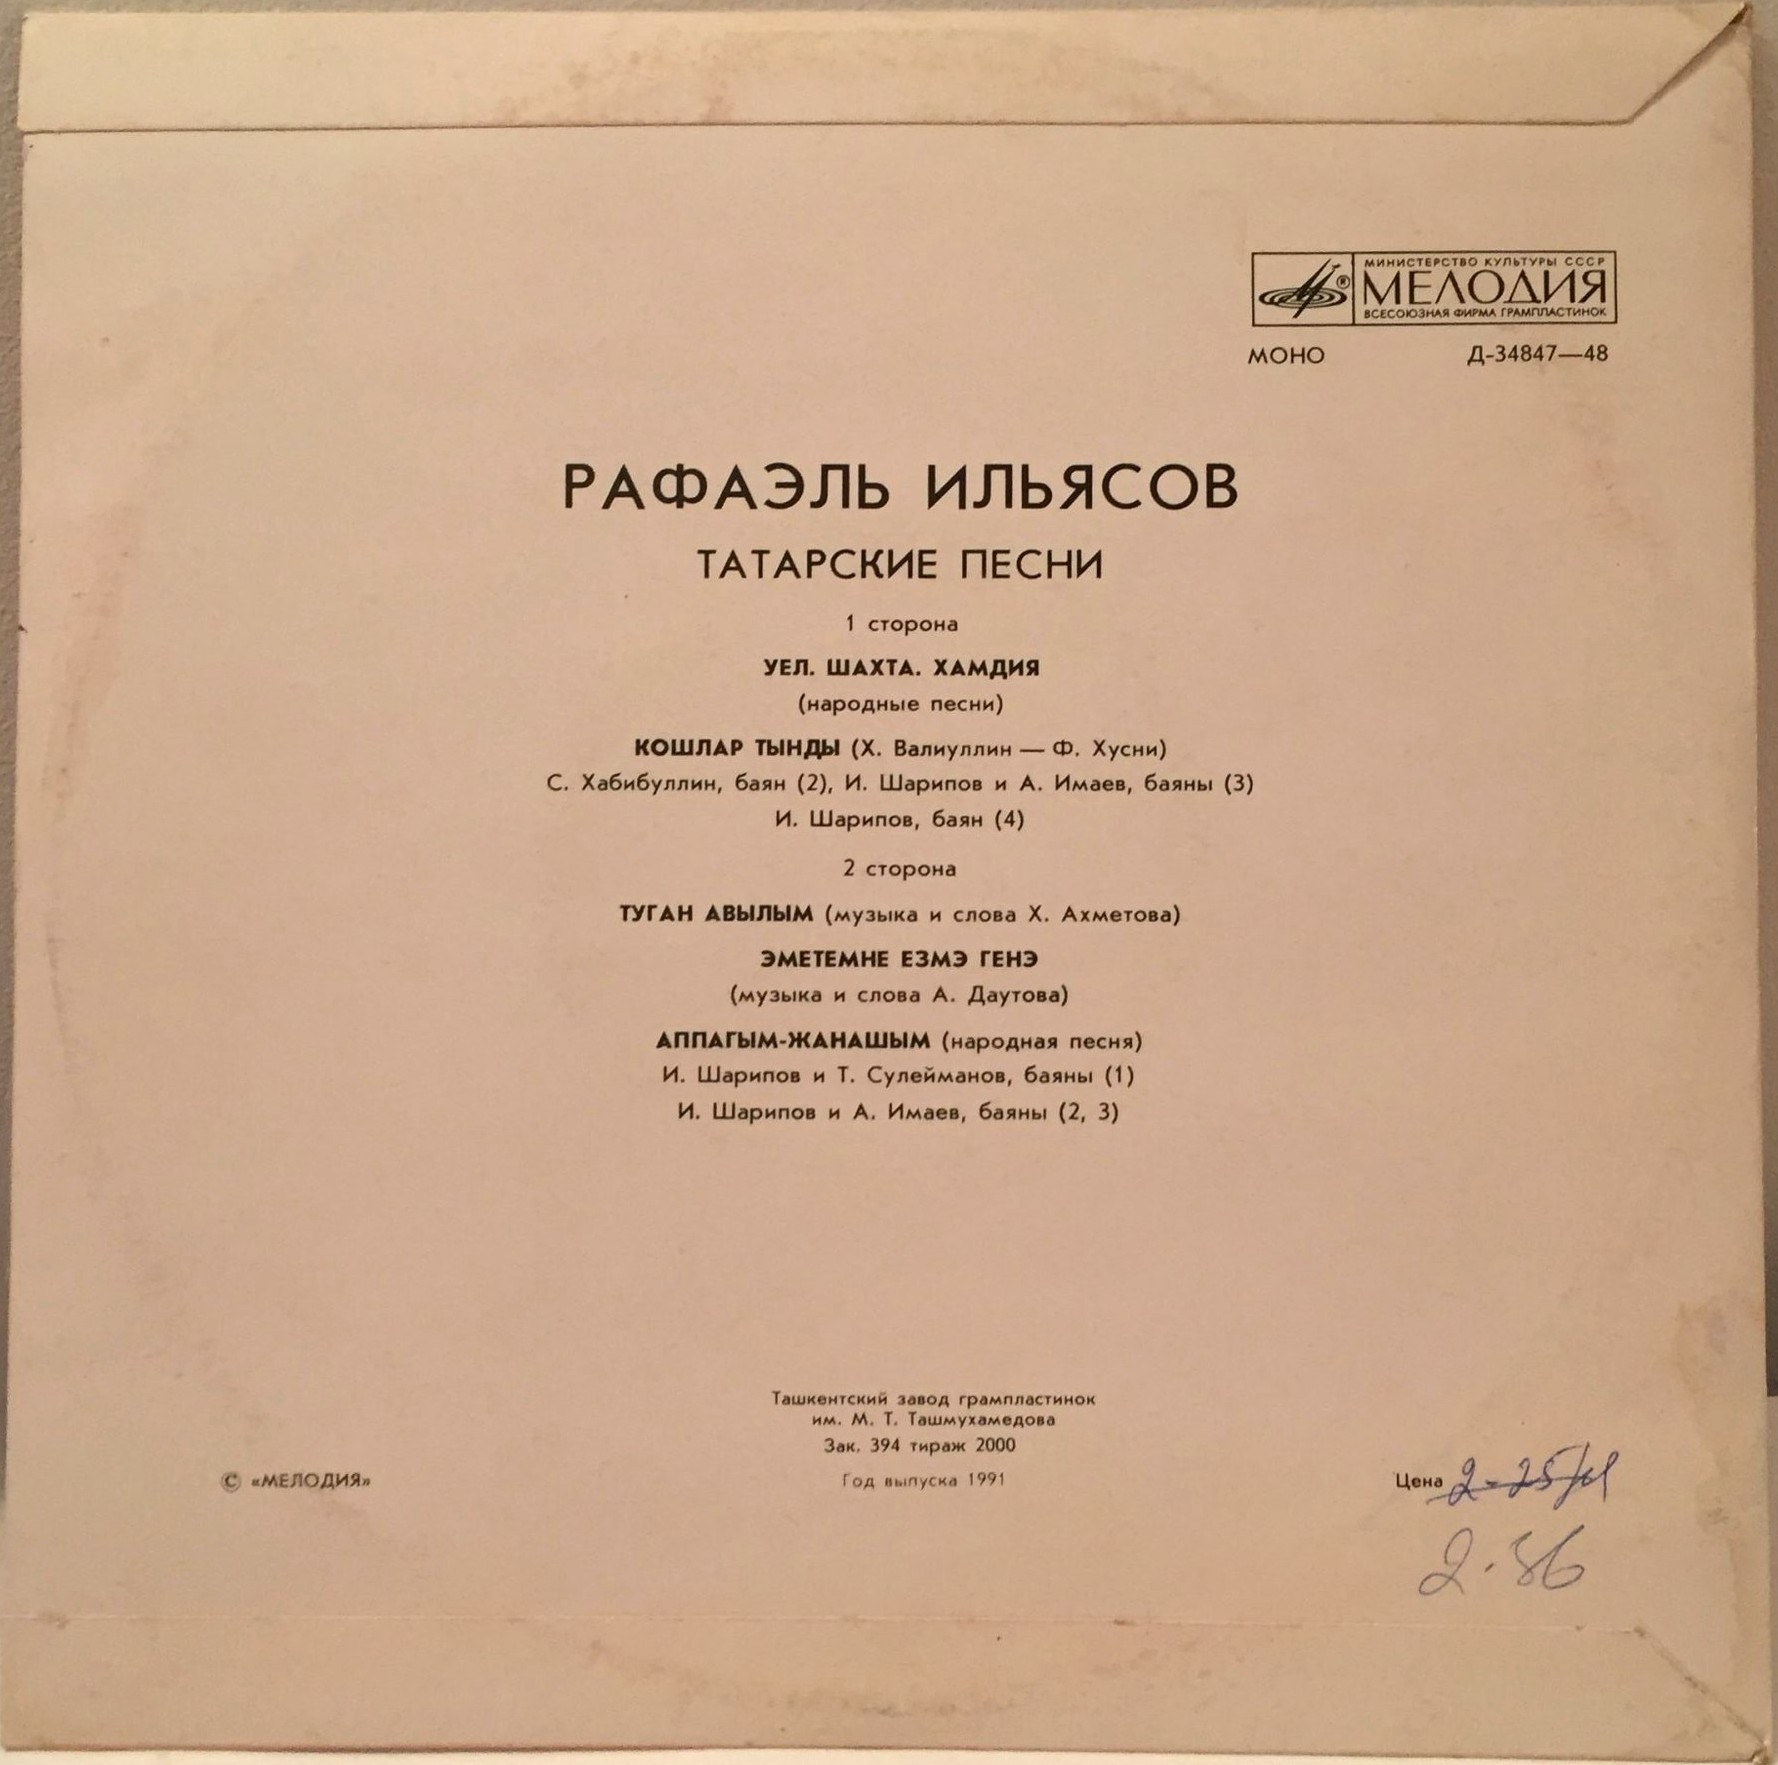 МИНИСТЕРСТВО КУЛЬТУРЫ СССР
МЕЛОДИЯ
ВСЕСОЮЗНАЯ ФИРМА ГРАМПЛАСТИНОК
МОНО Д-34847—48
РАФАЭЛЬ ИЛЬЯСОВ
ТАТАРСКИЕ ПЕСНИ
1 сторона
УЕЛ. ШАХТА. ХАМДИЯ
(народные песни)
КОШЛАР ТЫНДЫ (Х. Валиуллин — Ф. Хусни)
С. Хабибуллин, баян (2), И. Шарипов и А. Имаев, баяны (3)
И. Шарипов, баян (4)
2 сторона
ТУГАН АВЫЛЫМ (музыка и слова Х. Ахметова)
ЭМЕТЕМНЕ ЕЗМЭ ГЕНЭ
(музыка и слова А. Даутова)
АППАГЫМ-ЖАНАШЫМ (народная песня)
И. Шарипов и Т. Сулейманов, баяны (1)
И. Шарипов и А. Имаев, баяны (2, 3)
Ташкентский завод грампластинок
им. М. Т. Ташмухамедова
Зак. 394 тираж 2000
© «МЕЛОДИЯ» Год выпуска 1991 Цена 2-25